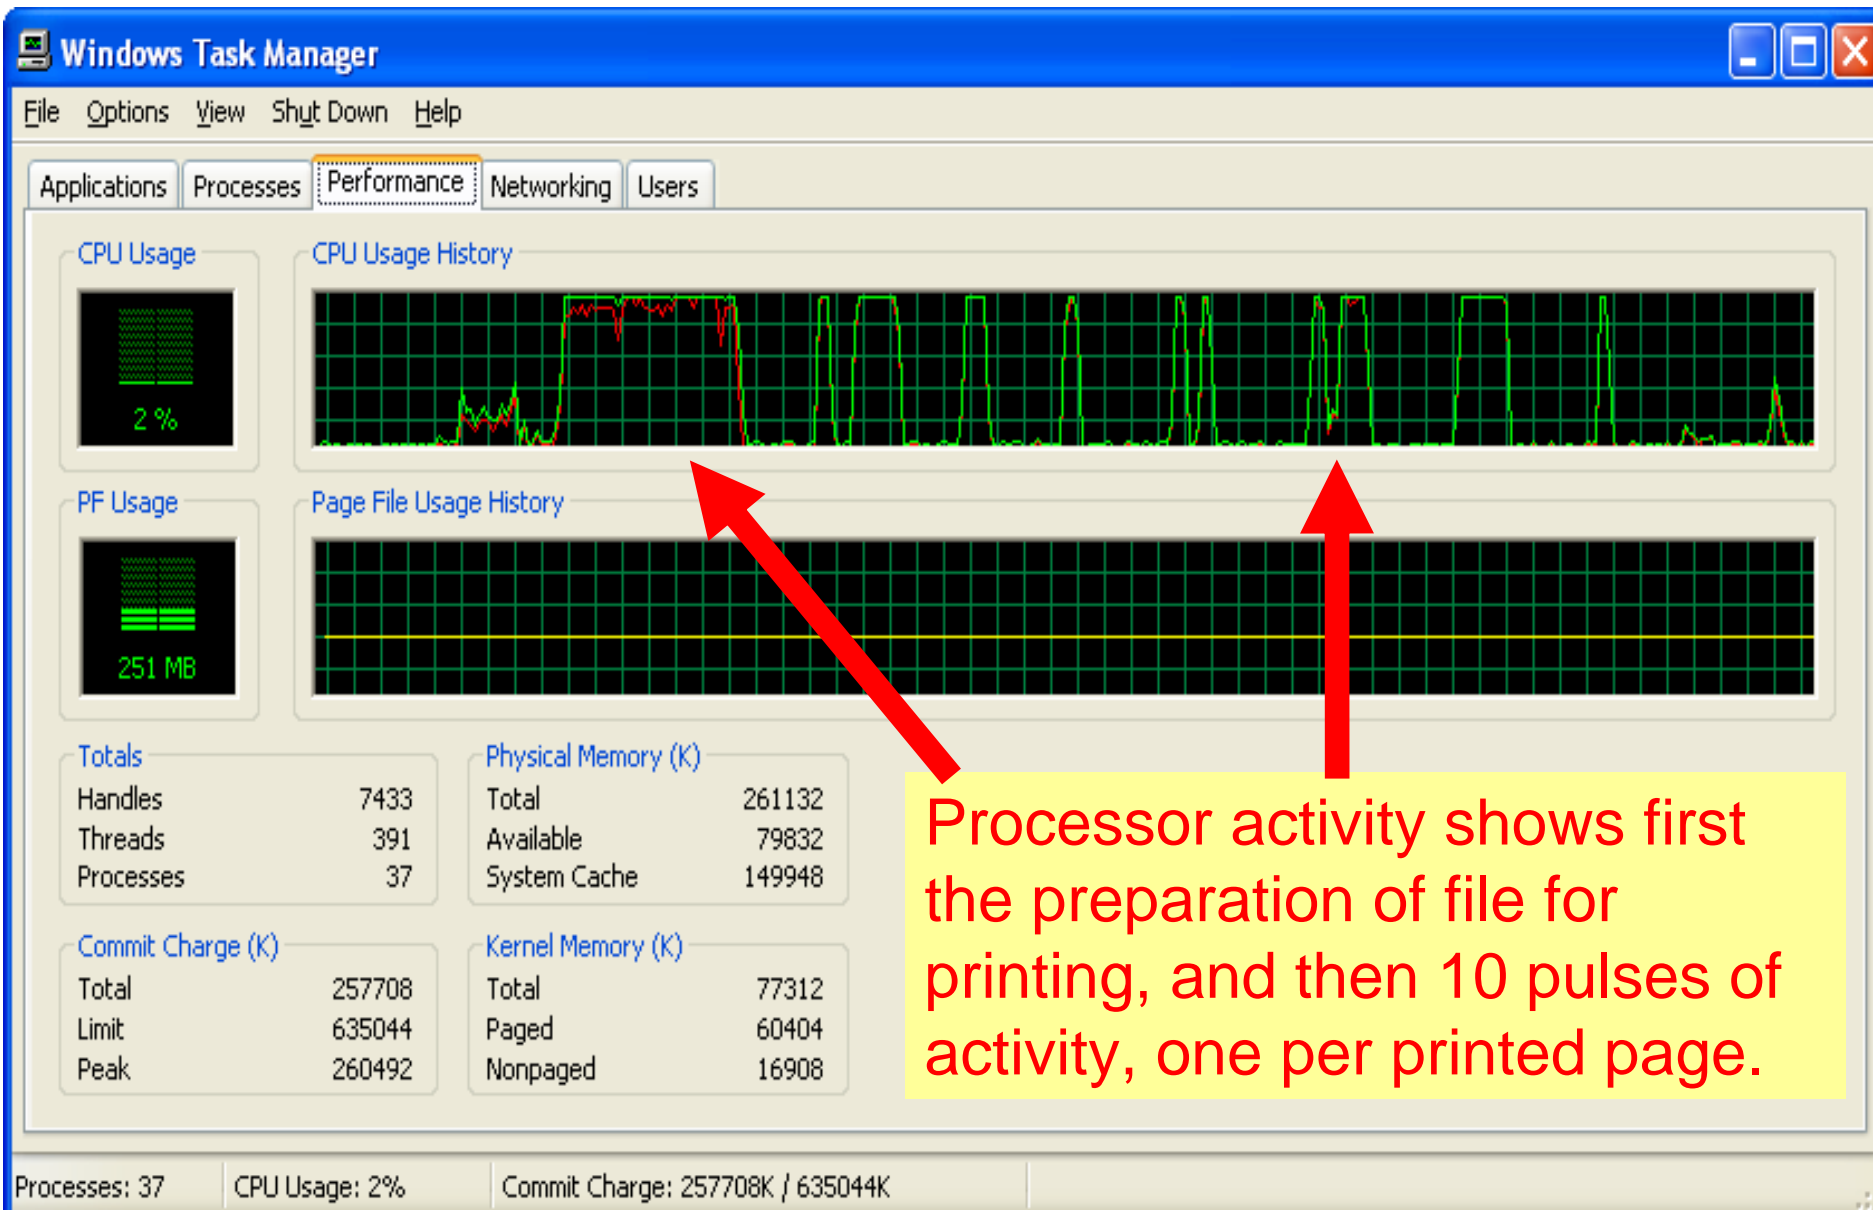 Windows Task Manager
File Options View Shut Down Help
Applications Processes Performance Networking Users
CPU Usage CPU Usage History
2 %
PF Usage Page File Usage History
251 MB
Totals Physical Memory (K)
Handles 7433 Total 261132
Threads 391 Available 79832
Processes 37 System Cache 149948
Commit Charge (K) Kernel Memory (K)
Total 257708 Total 77312
Limit 635044 Paged 60404
Peak 260492 Nonpaged 16908
Processor activity shows first
the preparation of file for
printing, and then 10 pulses of
activity, one per printed page.
Processes: 37 CPU Usage: 2% Commit Charge: 257708K / 635044K